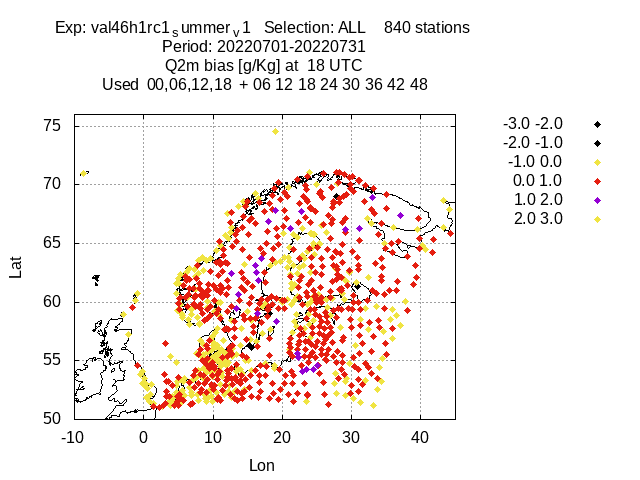 Exp: val46h1rc1summerv1 Selection: ALL 840 stations
Period: 20220701-20220731
Q2m bias [g/Kg] at 18 UTC
Used 00,06,12,18 + 06 12 18 24 30 36 42 48
-3.0 -2.0
-2.0 -1.0
-1.0 0.0
0.0 1.0
1.0 2.0
2.0 3.0
75
70
65
60
55
50
Lat
-10 0 10 20 30 40
Lon